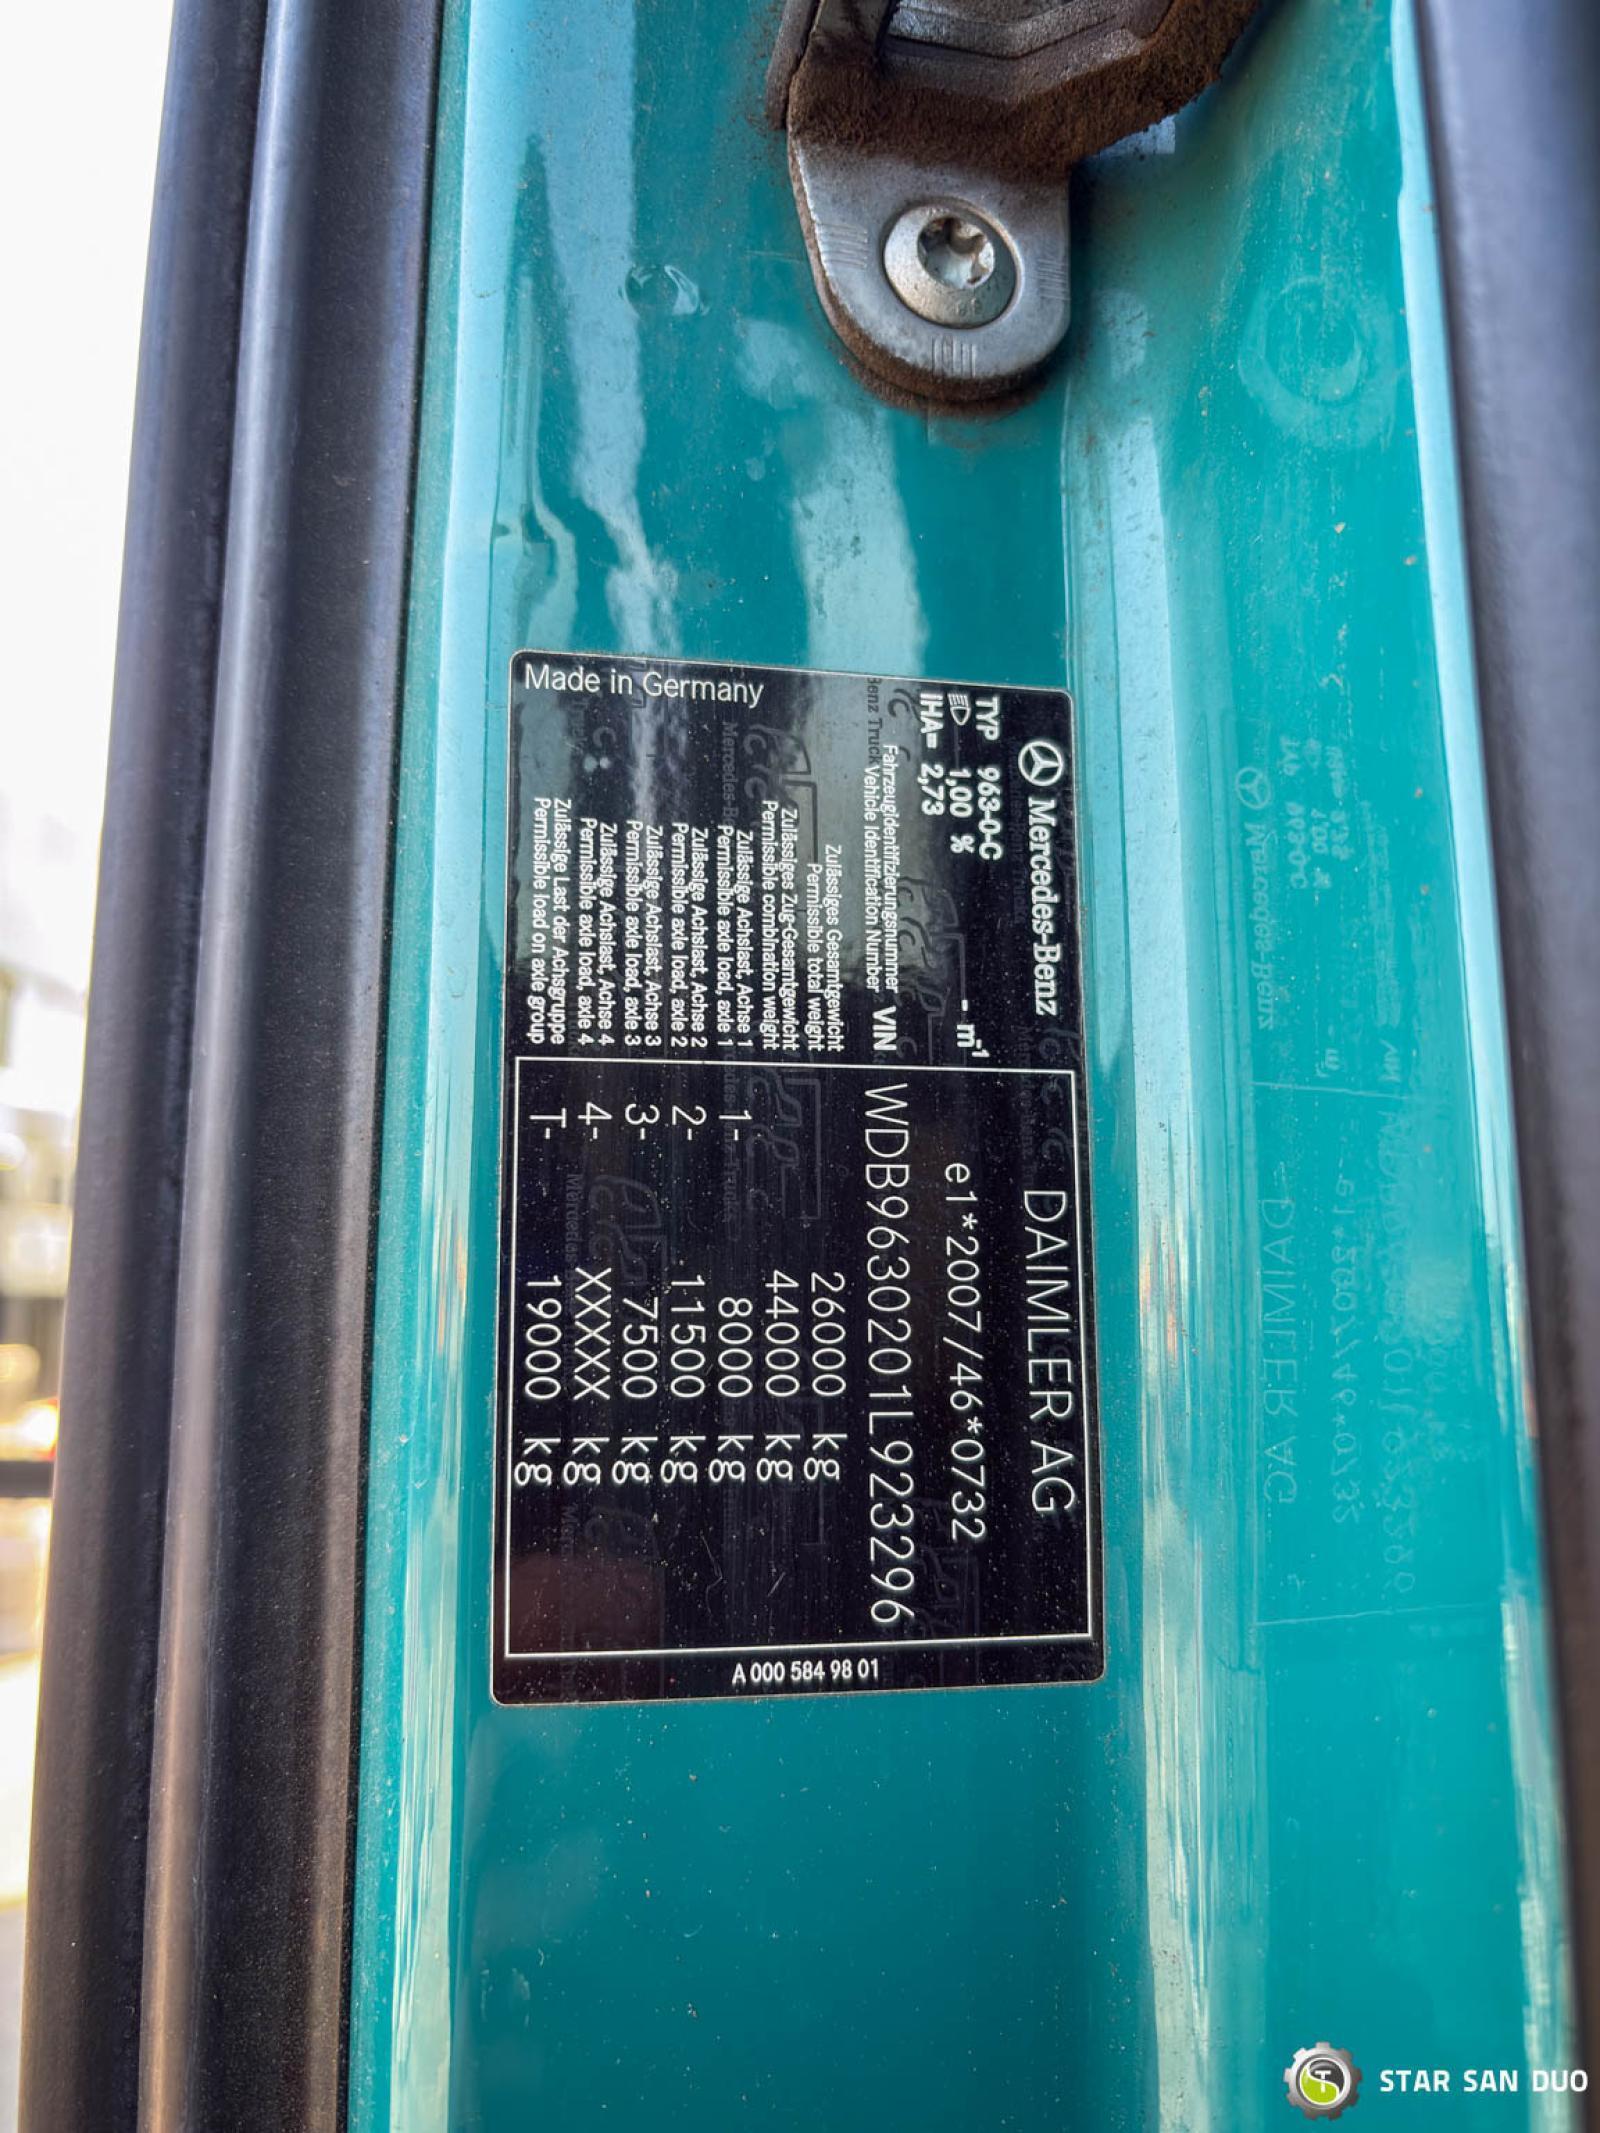 Mercedes-Benz DAIMLER AG
TYP 963-0-C
1,00 % - m-1 e1*2007/46*0732
IHA= 2,73
Fahrzeugidentifizierungsnummer
Vehicle Identification Number VIN WDB9630201L923296
Zulässiges Gesamtgewicht
Permissible total weight 26000 kg
Zulässiges Zug-Gesamtgewicht
Permissible combination weight 44000 kg
Zulässige Achslast, Achse 1
Permissible axle load, axle 1 1- 8000 kg
Zulässige Achslast, Achse 2
Permissible axle load, axle 2 2- 11500 kg
Zulässige Achslast, Achse 3
Permissible axle load, axle 3 3- 7500 kg
Zulässige Achslast, Achse 4
Permissible axle load, axle 4 4- XXXXX kg
Zulässige Last der Achsgruppe
Permissible load on axle group T- 19000 kg
Made in Germany
A 000 584 98 01
STAR SAN DUO